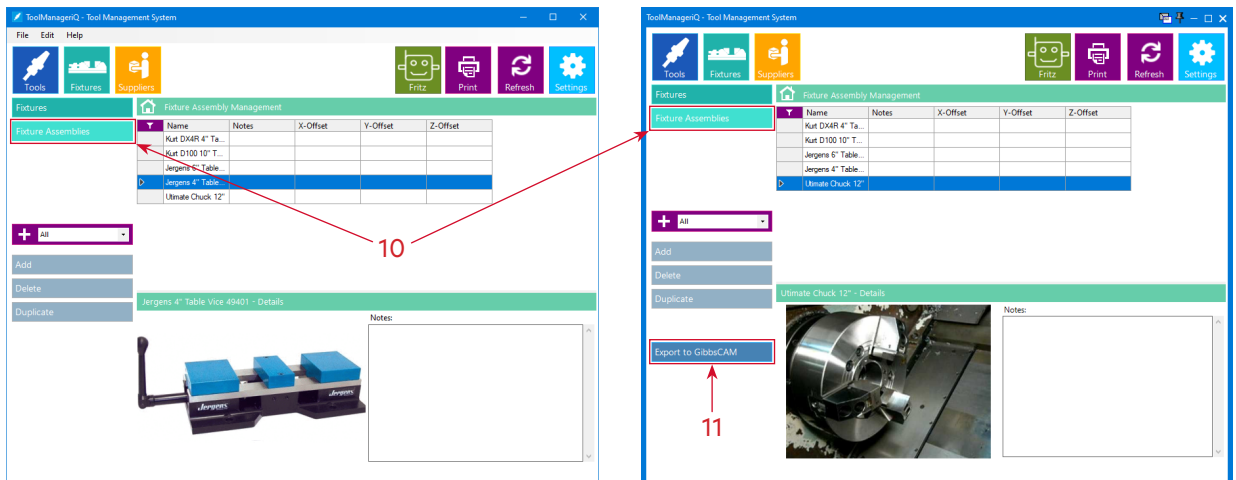 ToolManageriQ - Tool Management System
File Edit Help
Tools Fixtures Suppliers Fritz Print Refresh Settings
Fixtures
Fixture Assembly Management
Fixture Assemblies
Name Notes X-Offset Y-Offset Z-Offset
Kurt DX4R 4" Ta...
Kurt D100 10" T...
Jergens 6" Table...
Jergens 4" Table...
Utimate Chuck 12"
All
Add
Delete
Duplicate
Jergens 4" Table Vice 49401 - Details
Notes:
Jergens
Jergens
10
ToolManageriQ - Tool Management System
Tools Fixtures Suppliers Fritz Print Refresh Settings
Fixtures
Fixture Assembly Management
Fixture Assemblies
Name Notes X-Offset Y-Offset Z-Offset
Kurt DX4R 4" Ta...
Kurt D100 10" T...
Jergens 6" Table...
Jergens 4" Table...
Utimate Chuck 12"
All
Add
Delete
Duplicate
Utimate Chuck 12" - Details
Notes:
Export to GibbsCAM
11